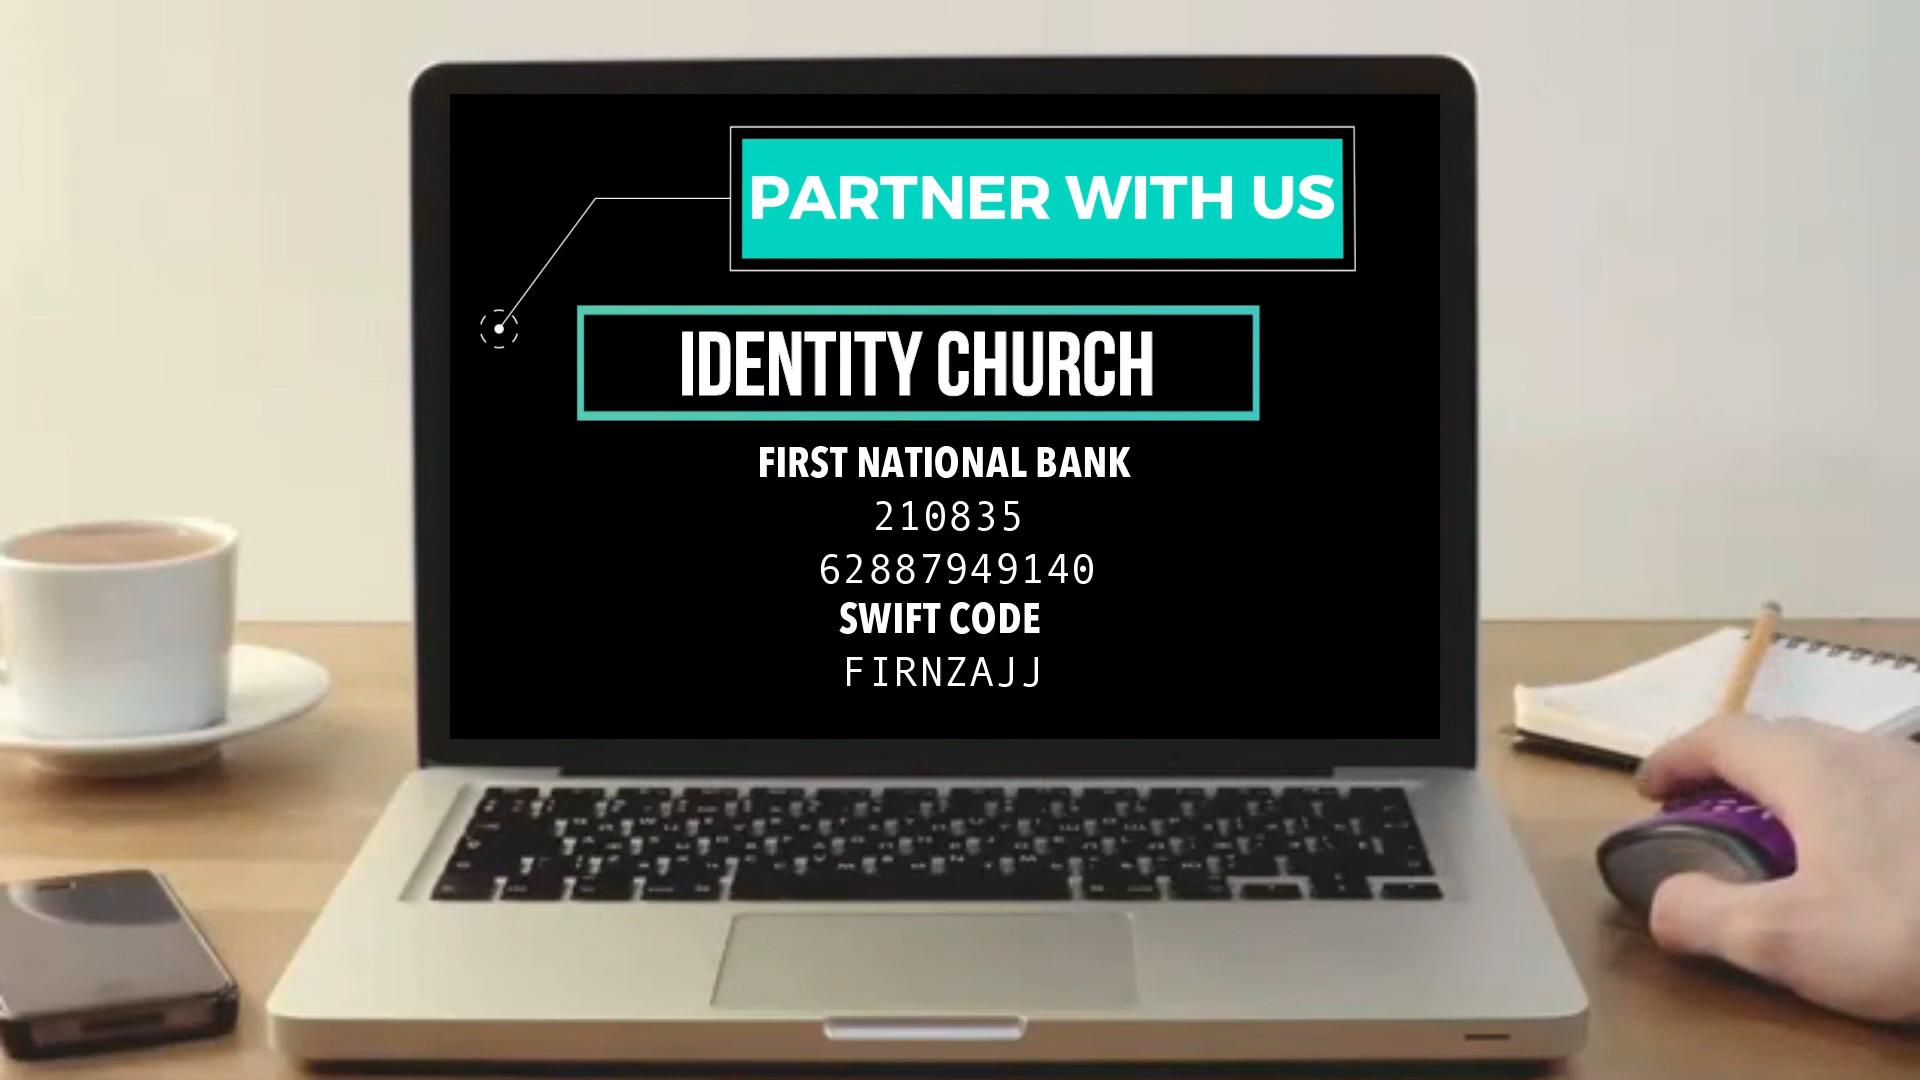 PARTNER WITH US
IDENTITY CHURCH
FIRST NATIONAL BANK
210835
62887949140
SWIFT CODE
FIRNZAJJ